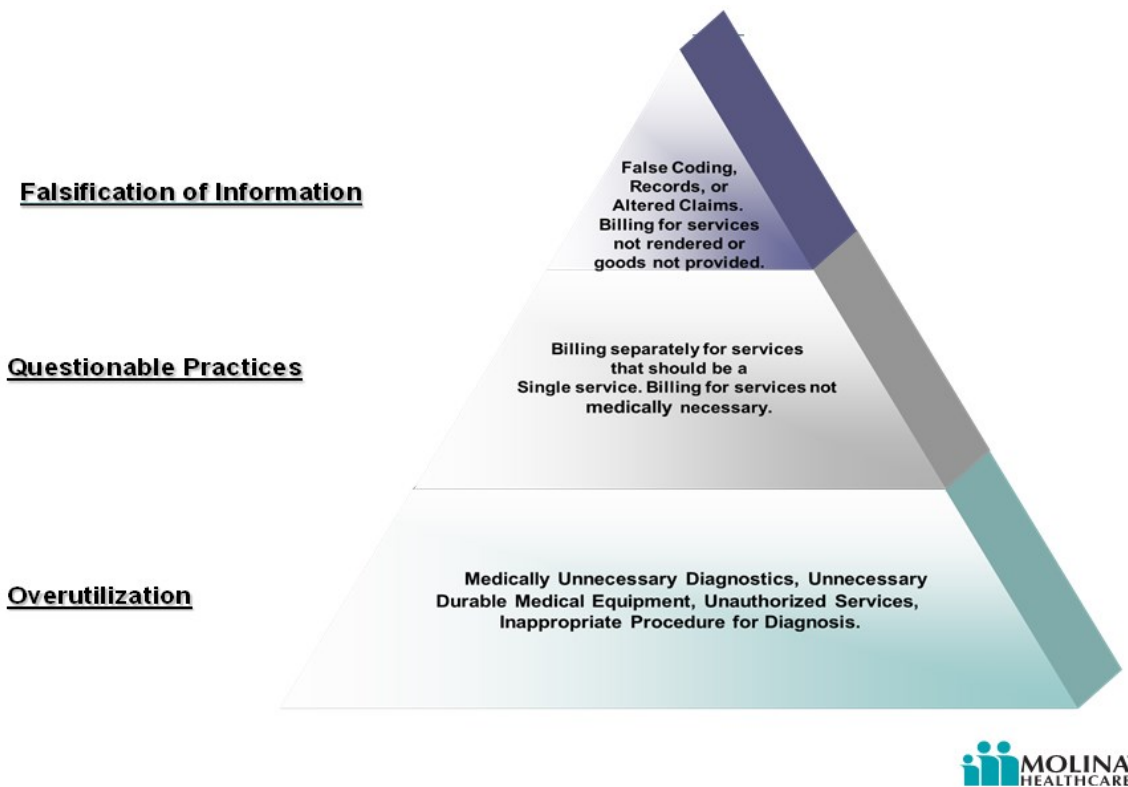 Falsification of Information
False Coding,
Records, or
Altered Claims.
Billing for services
not rendered or
goods not provided.
Questionable Practices
Billing separately for services
that should be a
Single service. Billing for services not
medically necessary.
Overutilization
Medically Unnecessary Diagnostics, Unnecessary
Durable Medical Equipment, Unauthorized Services,
Inappropriate Procedure for Diagnosis.
MOLINA
HEALTHCARE